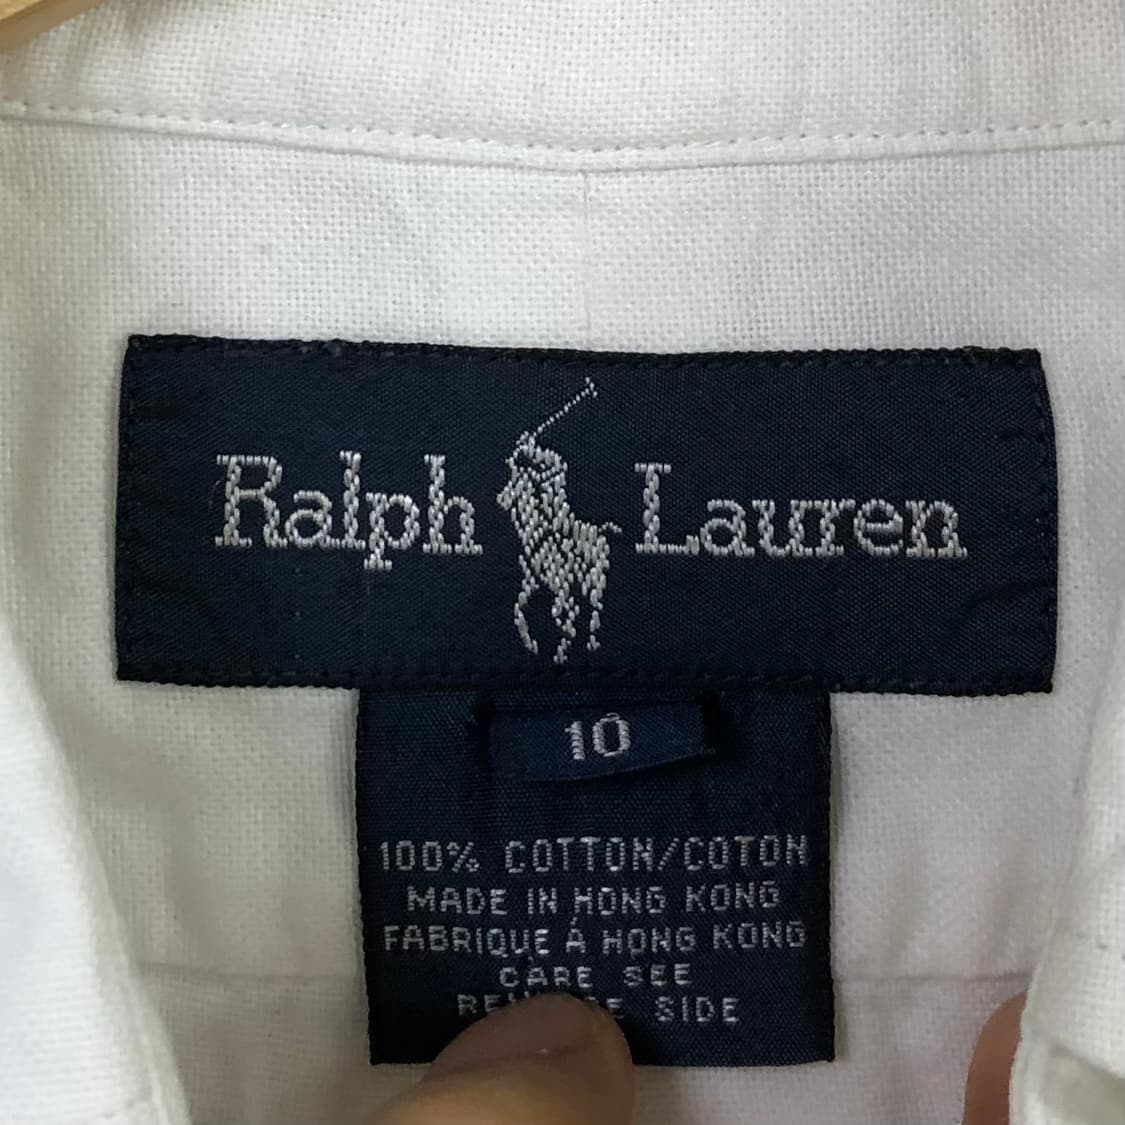 Ralph Lauren
10
100% COTTON/COTON
MADE IN HONG KONG
FABRIQUE À HONG KONG
CARE SEE
SIDE